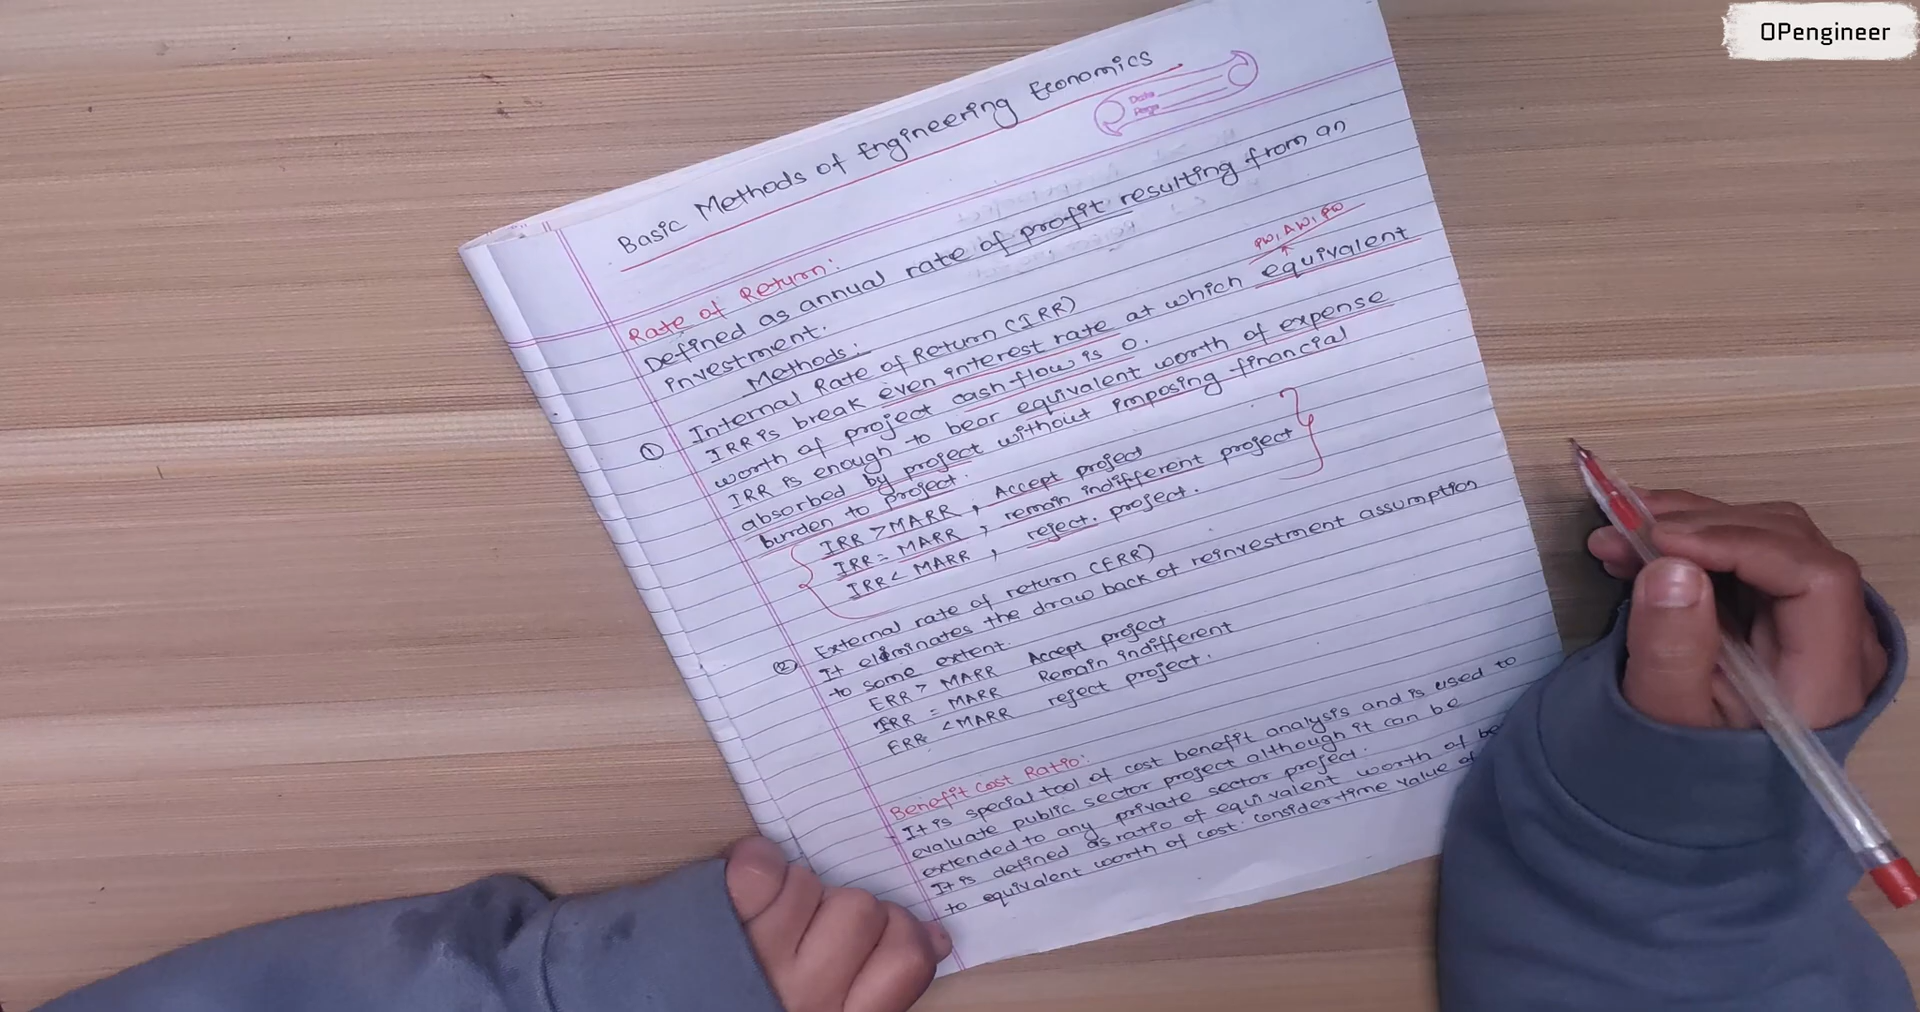 OPengineer
Basic Methods of Engineering Economics
Date
Page
Rate of Return:
Defined as annual rate of profit resulting from an
investment.
Methods:
① Internal Rate of Return (IRR)
PW, AW, FW
IRR is break even interest rate at which equivalent
worth of project cash flow is 0.
IRR is enough to bear equivalent worth of expense
absorbed by project without imposing financial
burden to project.
IRR > MARR , Accept project
IRR = MARR , remain indifferent project
IRR < MARR , reject. project.
② External rate of return (ERR)
It eliminates the draw back of reinvestment assumption
to some extent.
ERR > MARR Accept project
ERR = MARR Remain indifferent
ERR < MARR reject project.
Benefit Cost Ratio:
It is special tool of cost benefit analysis and is used to
evaluate public sector project although it can be
extended to any private sector project.
It is defined as ratio of equivalent worth of be
to equivalent worth of cost. consider time value of